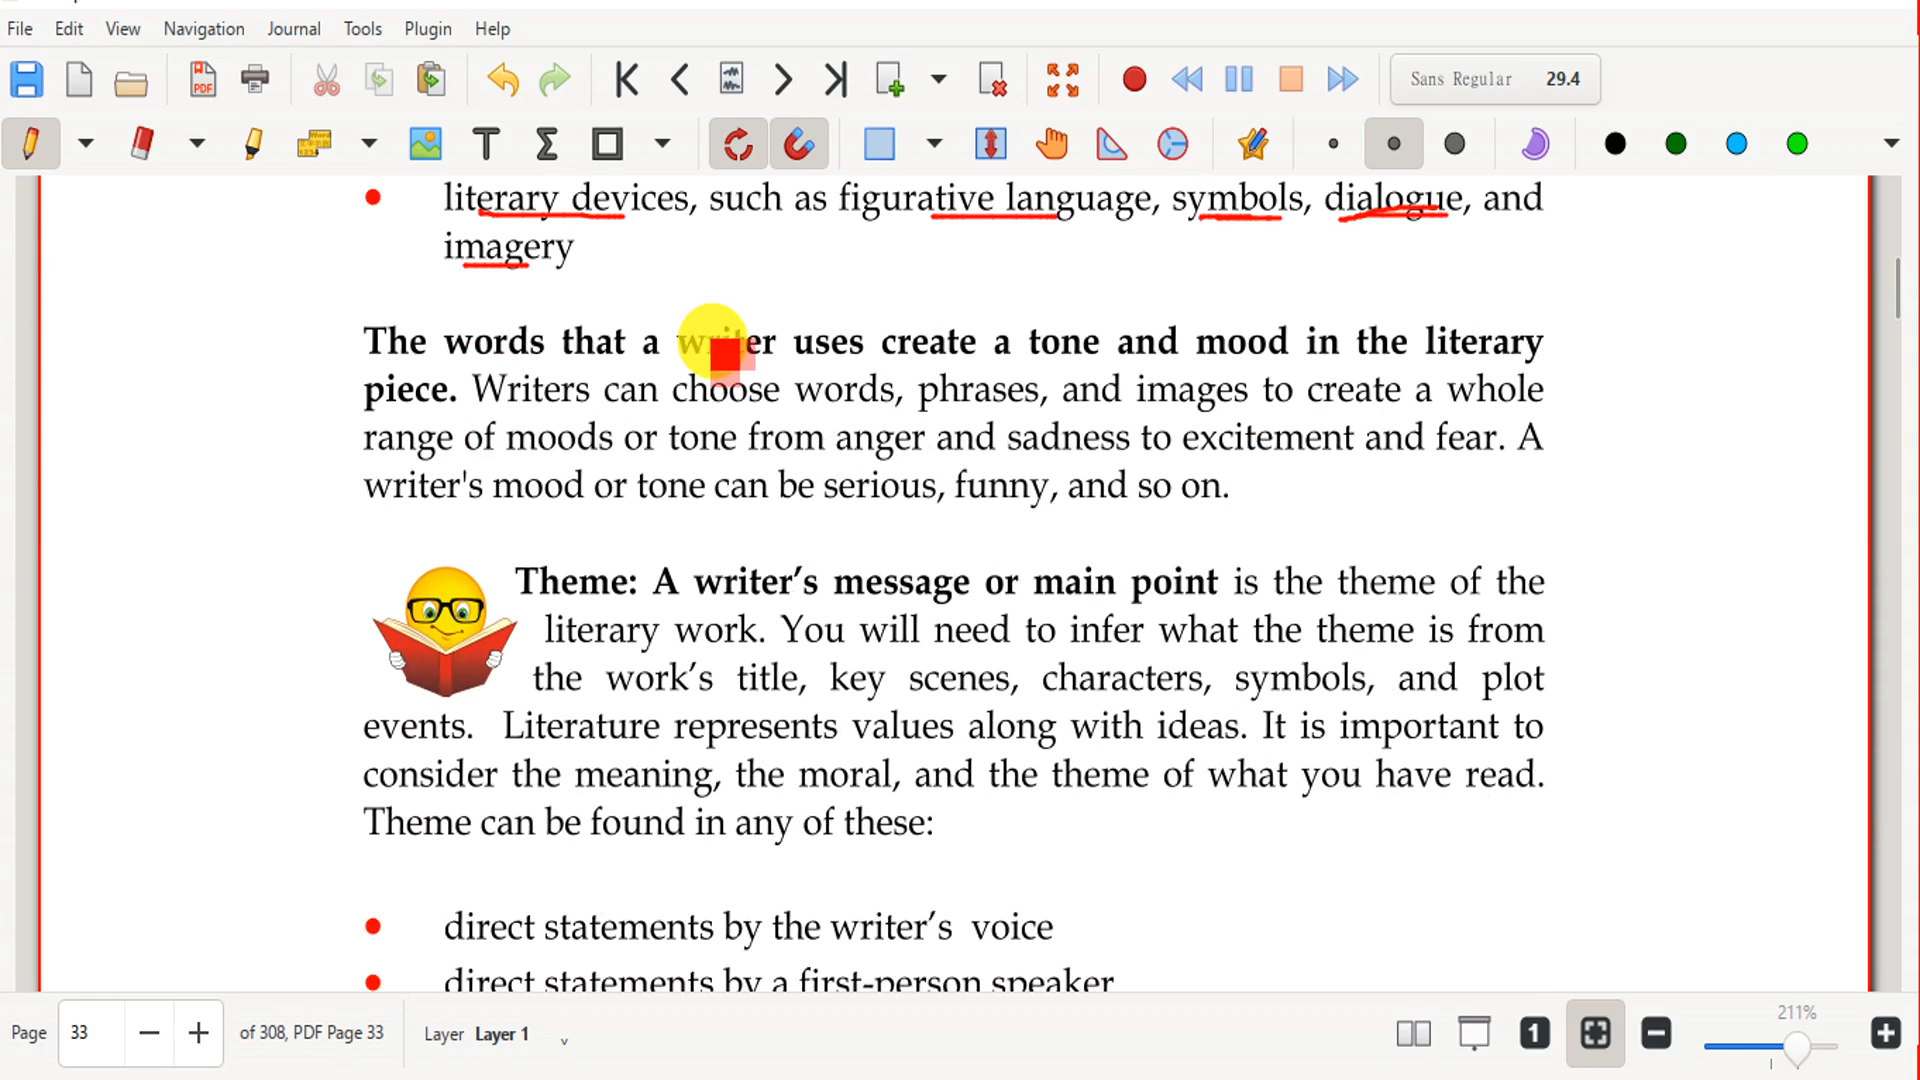 File Edit View Navigation Journal Tools Plugin Help
PDF
Sans Regular 29.4
T Σ
literary devices, such as figurative language, symbols, dialogue, and
imagery
The words that a writer uses create a tone and mood in the literary
piece. Writers can choose words, phrases, and images to create a whole
range of moods or tone from anger and sadness to excitement and fear. A
writer's mood or tone can be serious, funny, and so on.
Theme: A writer’s message or main point is the theme of the
literary work. You will need to infer what the theme is from
the work’s title, key scenes, characters, symbols, and plot
events. Literature represents values along with ideas. It is important to
consider the meaning, the moral, and the theme of what you have read.
Theme can be found in any of these:
direct statements by the writer’s voice
direct statements by a first-person speaker
Page 33 of 308, PDF Page 33 Layer Layer 1 1 211%